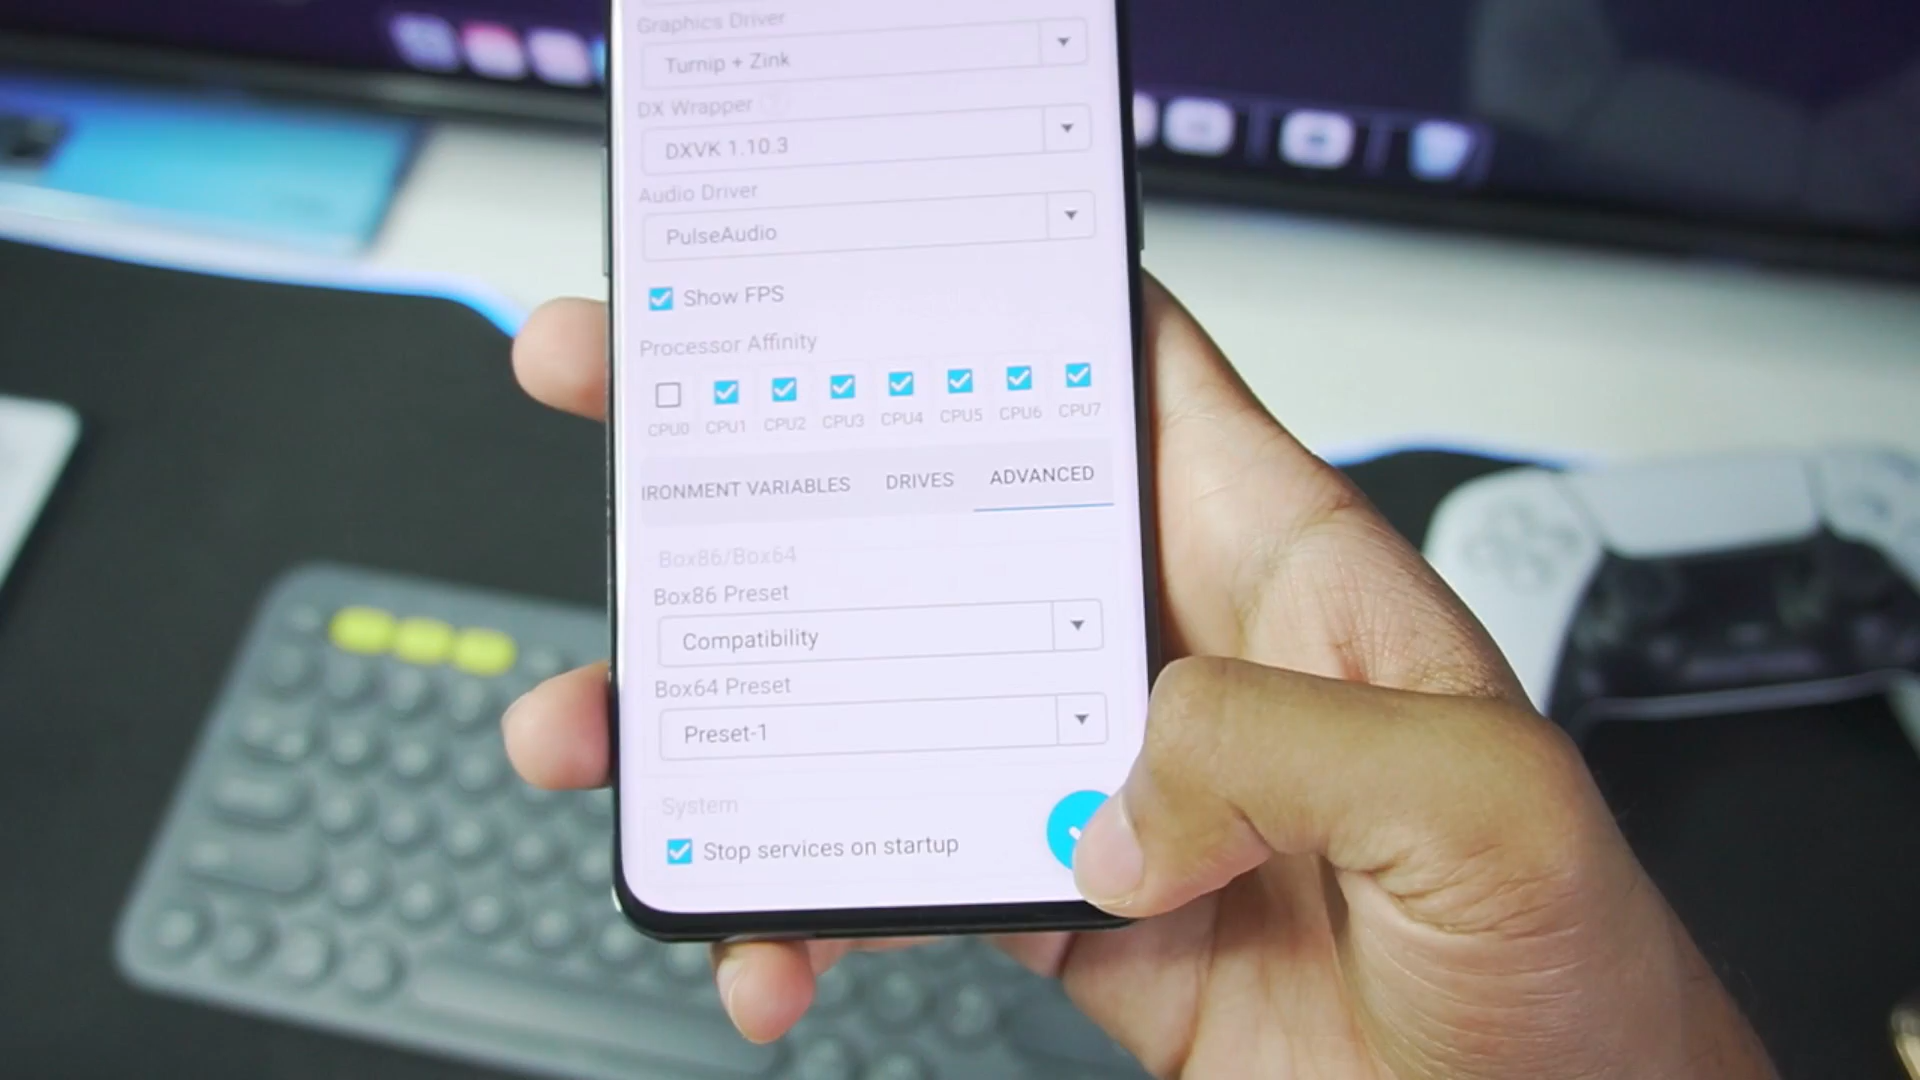 Graphics Driver
Turnip + Zink
DX Wrapper
DXVK 1.10.3
Audio Driver
PulseAudio
Show FPS
Processor Affinity
CPU0 CPU1 CPU2 CPU3 CPU4 CPU5 CPU6 CPU7
IRONMENT VARIABLES DRIVES ADVANCED
Box86/Box64
Box86 Preset
Compatibility
Box64 Preset
Preset-1
System
Stop services on startup